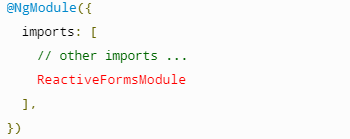 @NgModule({
  imports: [
    // other imports ...
    ReactiveFormsModule
  ],
})